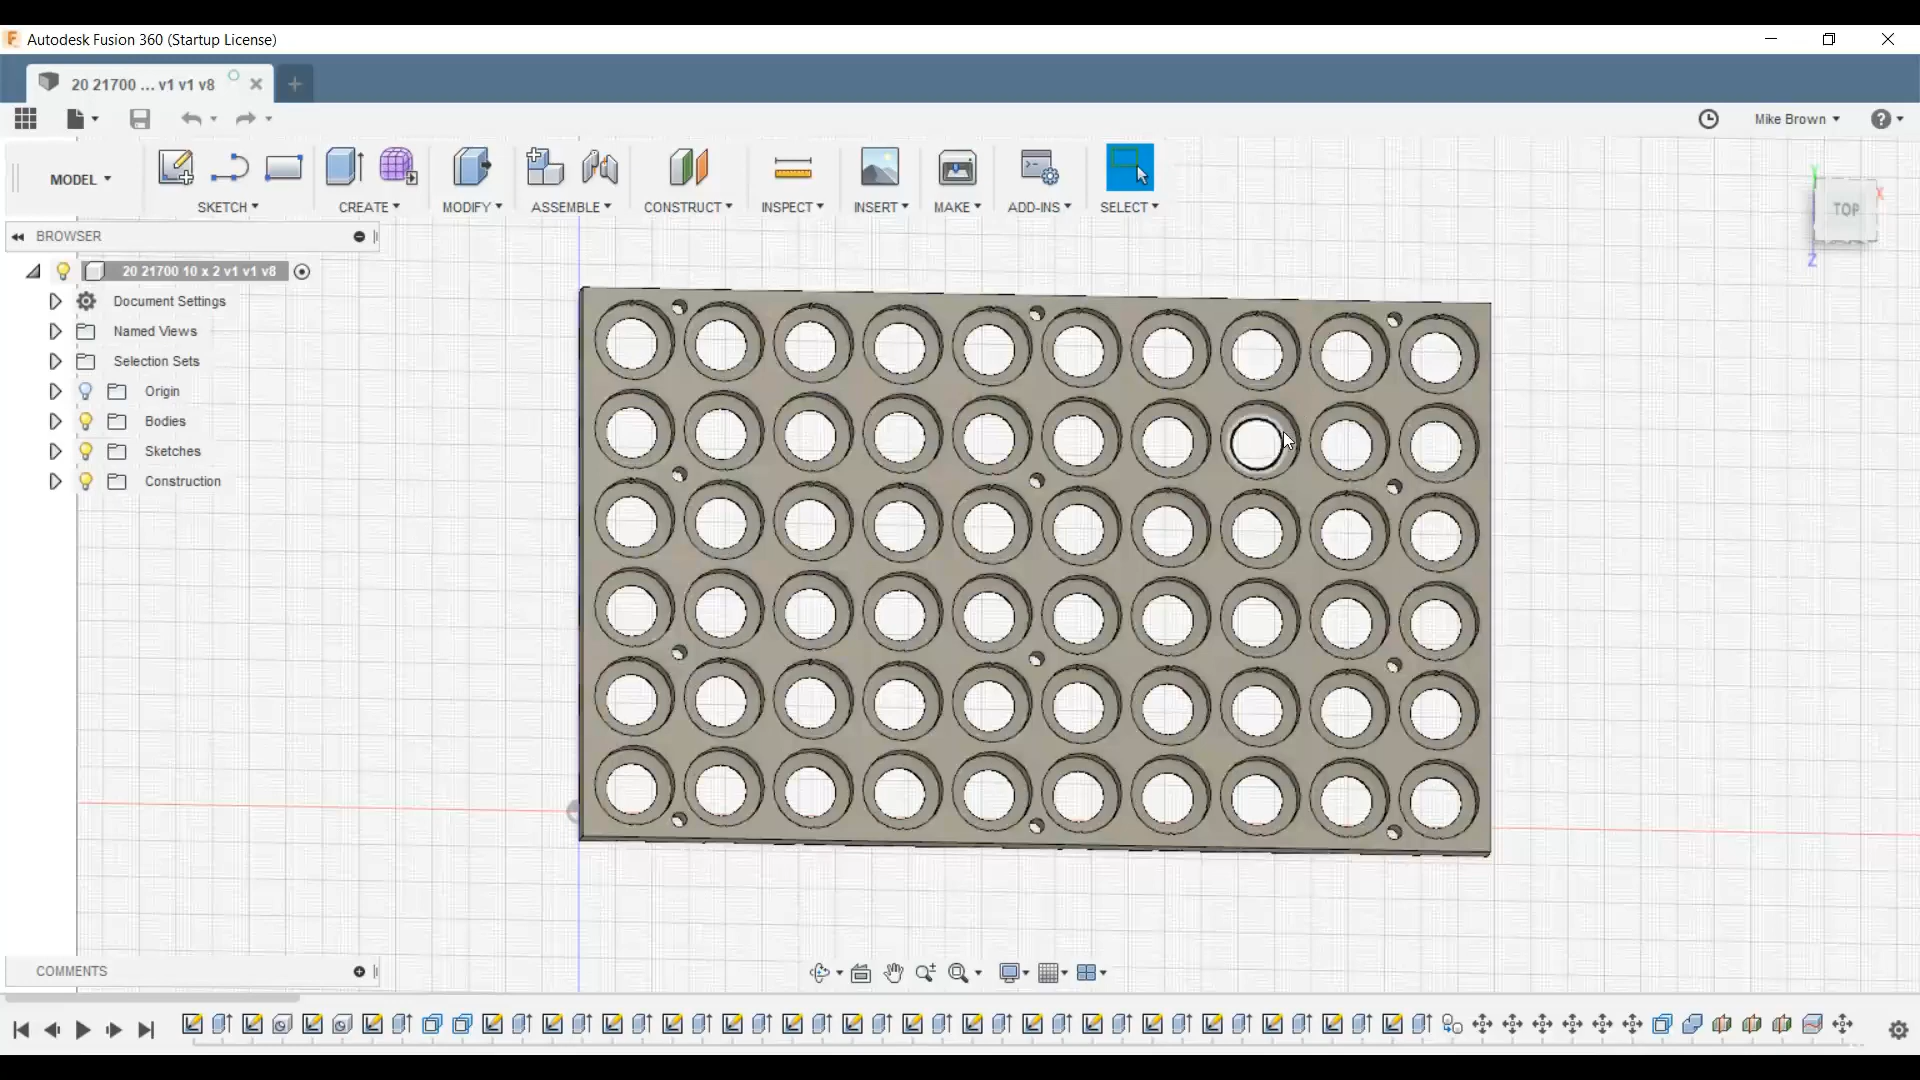 F Autodesk Fusion 360 (Startup License)
20 21700 ... v1 v1 v8
Mike Brown
?
MODEL
SKETCH
CREATE
MODIFY
ASSEMBLE
CONSTRUCT
INSPECT
INSERT
MAKE
ADD-INS
SELECT
TOP
Y
X
Z
BROWSER
20 21700 10 x 2 v1 v1 v8
Document Settings
Named Views
Selection Sets
Origin
Bodies
Sketches
Construction
COMMENTS